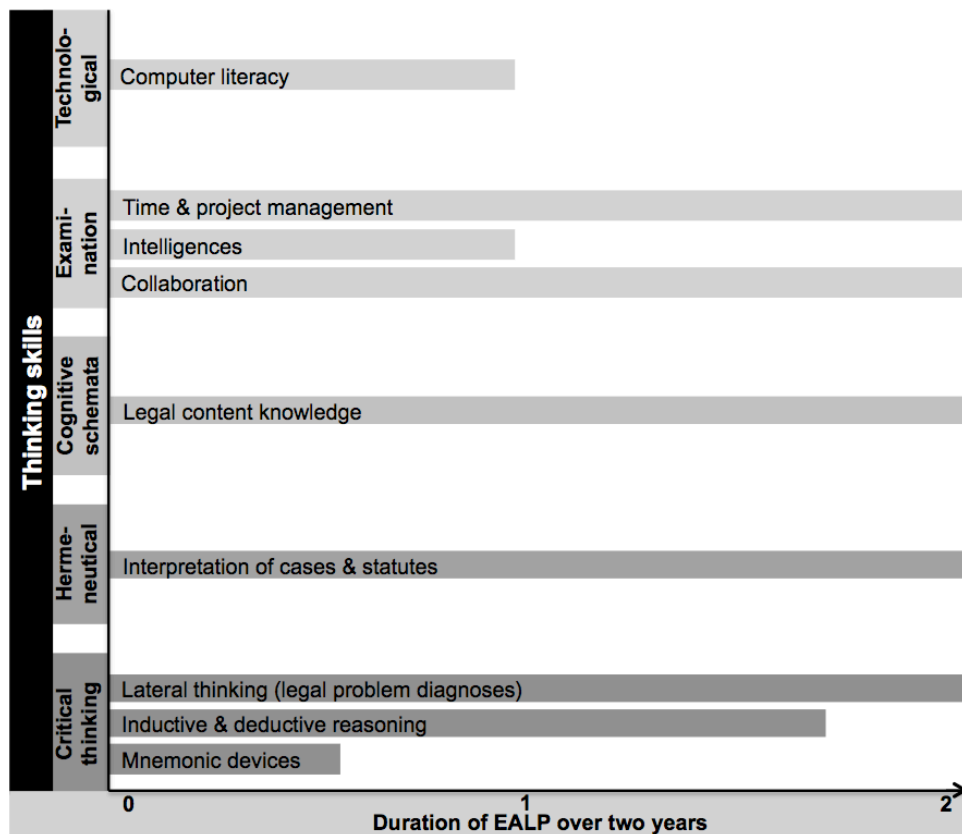 Thinking skills
Technolo-
gical
Computer literacy
Exami-
nation
Time & project management
Intelligences
Collaboration
Cognitive
schemata
Legal content knowledge
Herme-
neutical
Interpretation of cases & statutes
Critical
thinking
Lateral thinking (legal problem diagnoses)
Inductive & deductive reasoning
Mnemonic devices
0 1 2
Duration of EALP over two years